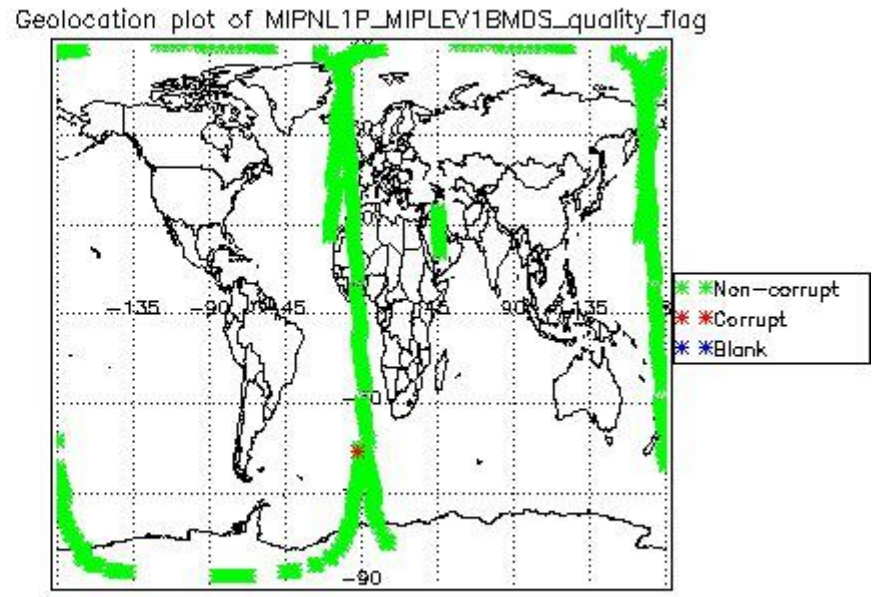 Geolocation plot of MIPNL1P_MIPLEV1BMDS_quality_flag
-135
-90
-45
45
90
135
-90
Non-corrupt
Corrupt
Blank